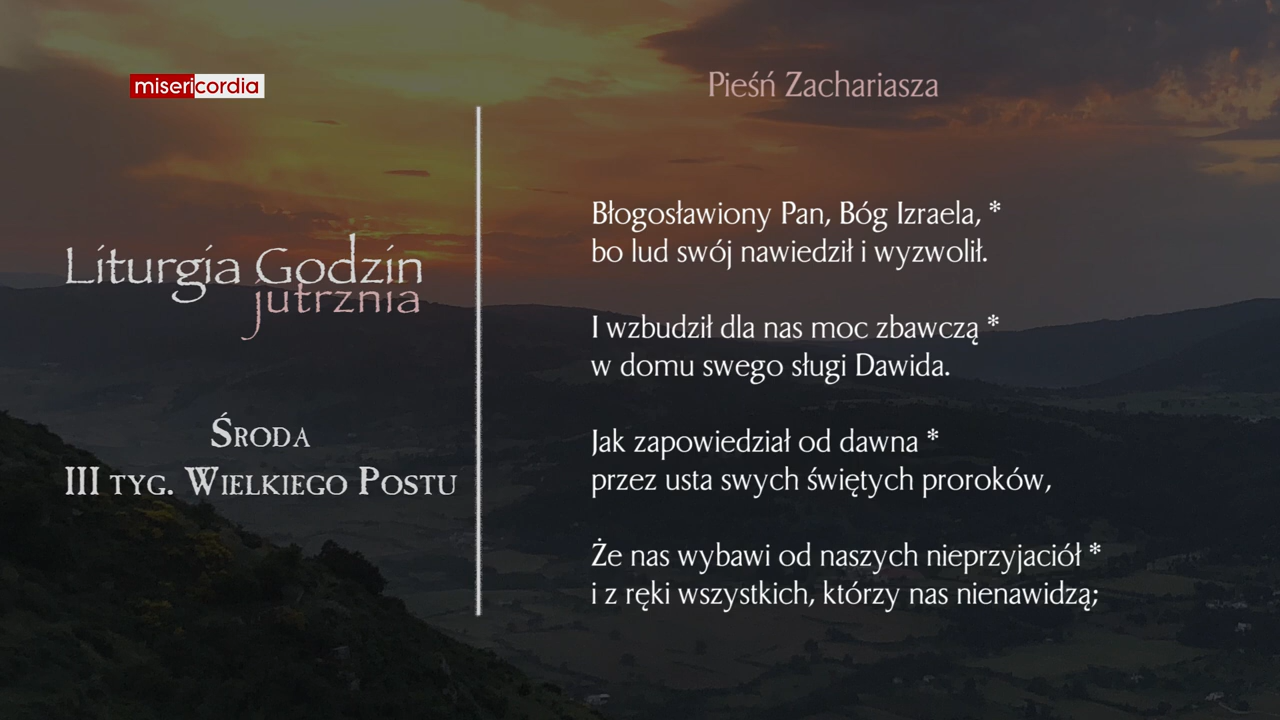 misericordia
Liturgia Godzin
jutrznia
Środa
III tyg. Wielkiego Postu
Pieśń Zachariasza
Błogosławiony Pan, Bóg Izraela, *
bo lud swój nawiedził i wyzwolił.
I wzbudził dla nas moc zbawczą *
w domu swego sługi Dawida.
Jak zapowiedział od dawna *
przez usta swych świętych proroków,
Że nas wybawi od naszych nieprzyjaciół *
i z ręki wszystkich, którzy nas nienawidzą;